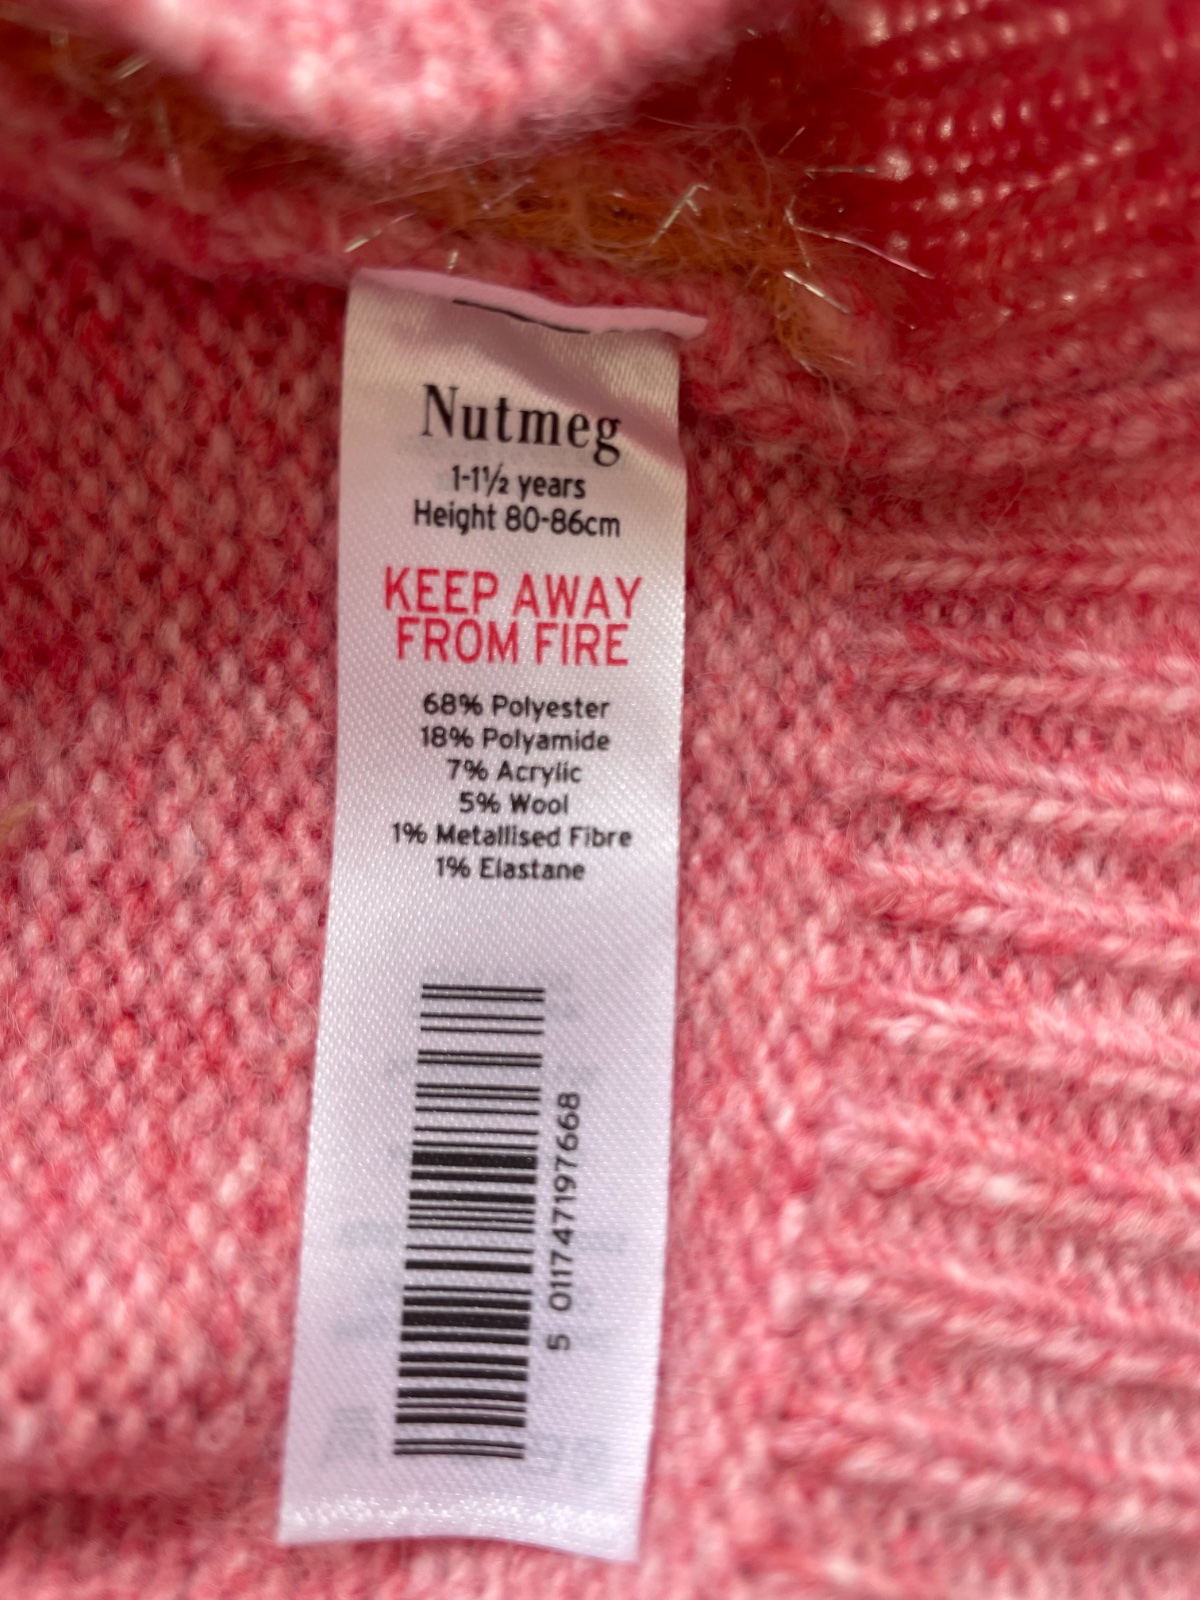 Nutmeg
1-1½ years
Height 80-86cm
KEEP AWAY
FROM FIRE
68% Polyester
18% Polyamide
7% Acrylic
5% Wool
1% Metallised Fibre
1% Elastane
5 011747197668